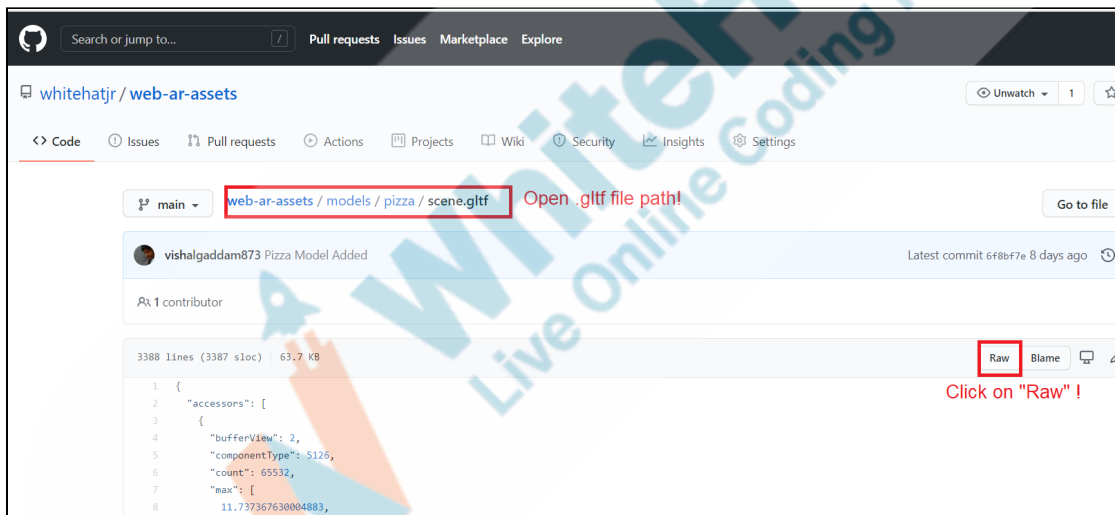 Search or jump to... / Pull requests Issues Marketplace Explore
whitehatjr / web-ar-assets Unwatch 1
Code Issues Pull requests Actions Projects Wiki Security Insights Settings
main web-ar-assets / models / pizza / scene.gltf Open .gltf file path! Go to file
vishalgaddam873 Pizza Model Added Latest commit 6f8bf7e 8 days ago
1 contributor
3388 lines (3387 sloc) 63.7 KB Raw Blame
Click on "Raw" !
1 {
2 "accessors": [
3 {
4 "bufferView": 2,
5 "componentType": 5126,
6 "count": 65532,
7 "max": [
8 11.737367630004883,
WhiteH
Live Online Coding